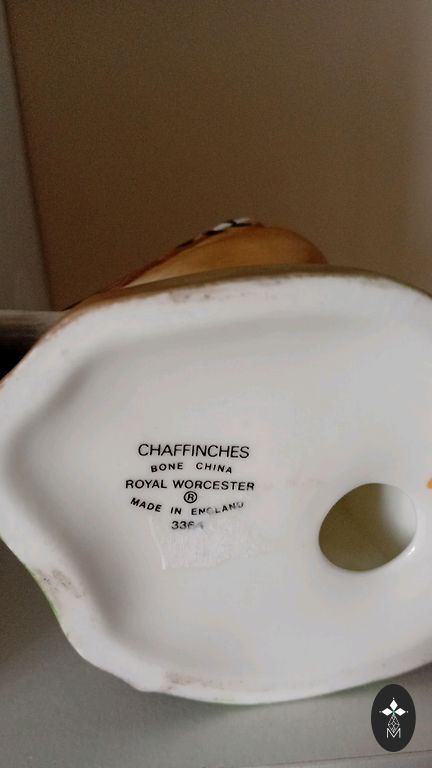 CHAFFINCHES
BONE CHINA
ROYAL WORCESTER
®
MADE IN ENGLAND
3364
M